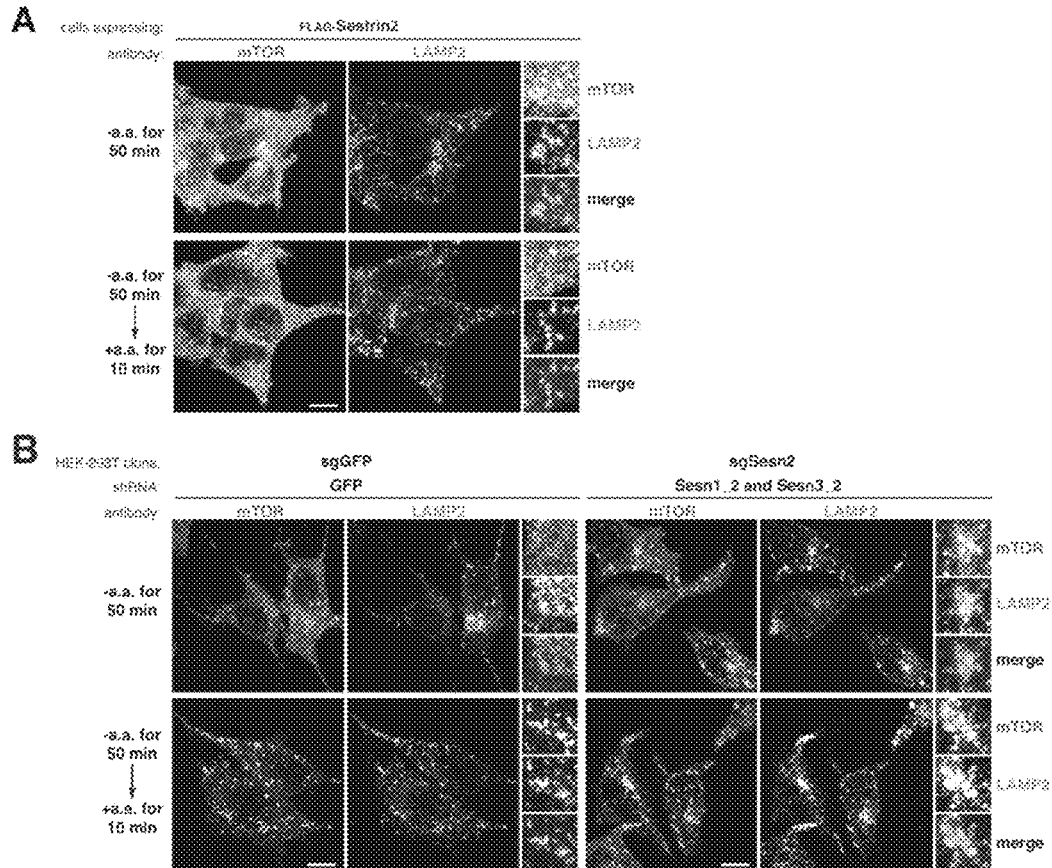 A
cells expressing: FLAG-Sestrin2
antibody: mTOR LAMP2
-a.a. for
50 min
mTOR
LAMP2
merge
-a.a. for
50 min
+a.a. for
10 min
mTOR
LAMP2
merge
B
HEK-293T clone: sgGFP sgSesn2
shRNA: GFP Sesn1_2 and Sesn3_2
antibody: mTOR LAMP2 mTOR LAMP2
-a.a. for
50 min
mTOR
LAMP2
merge
-a.a. for
50 min
+a.a. for
10 min
mTOR
LAMP2
merge